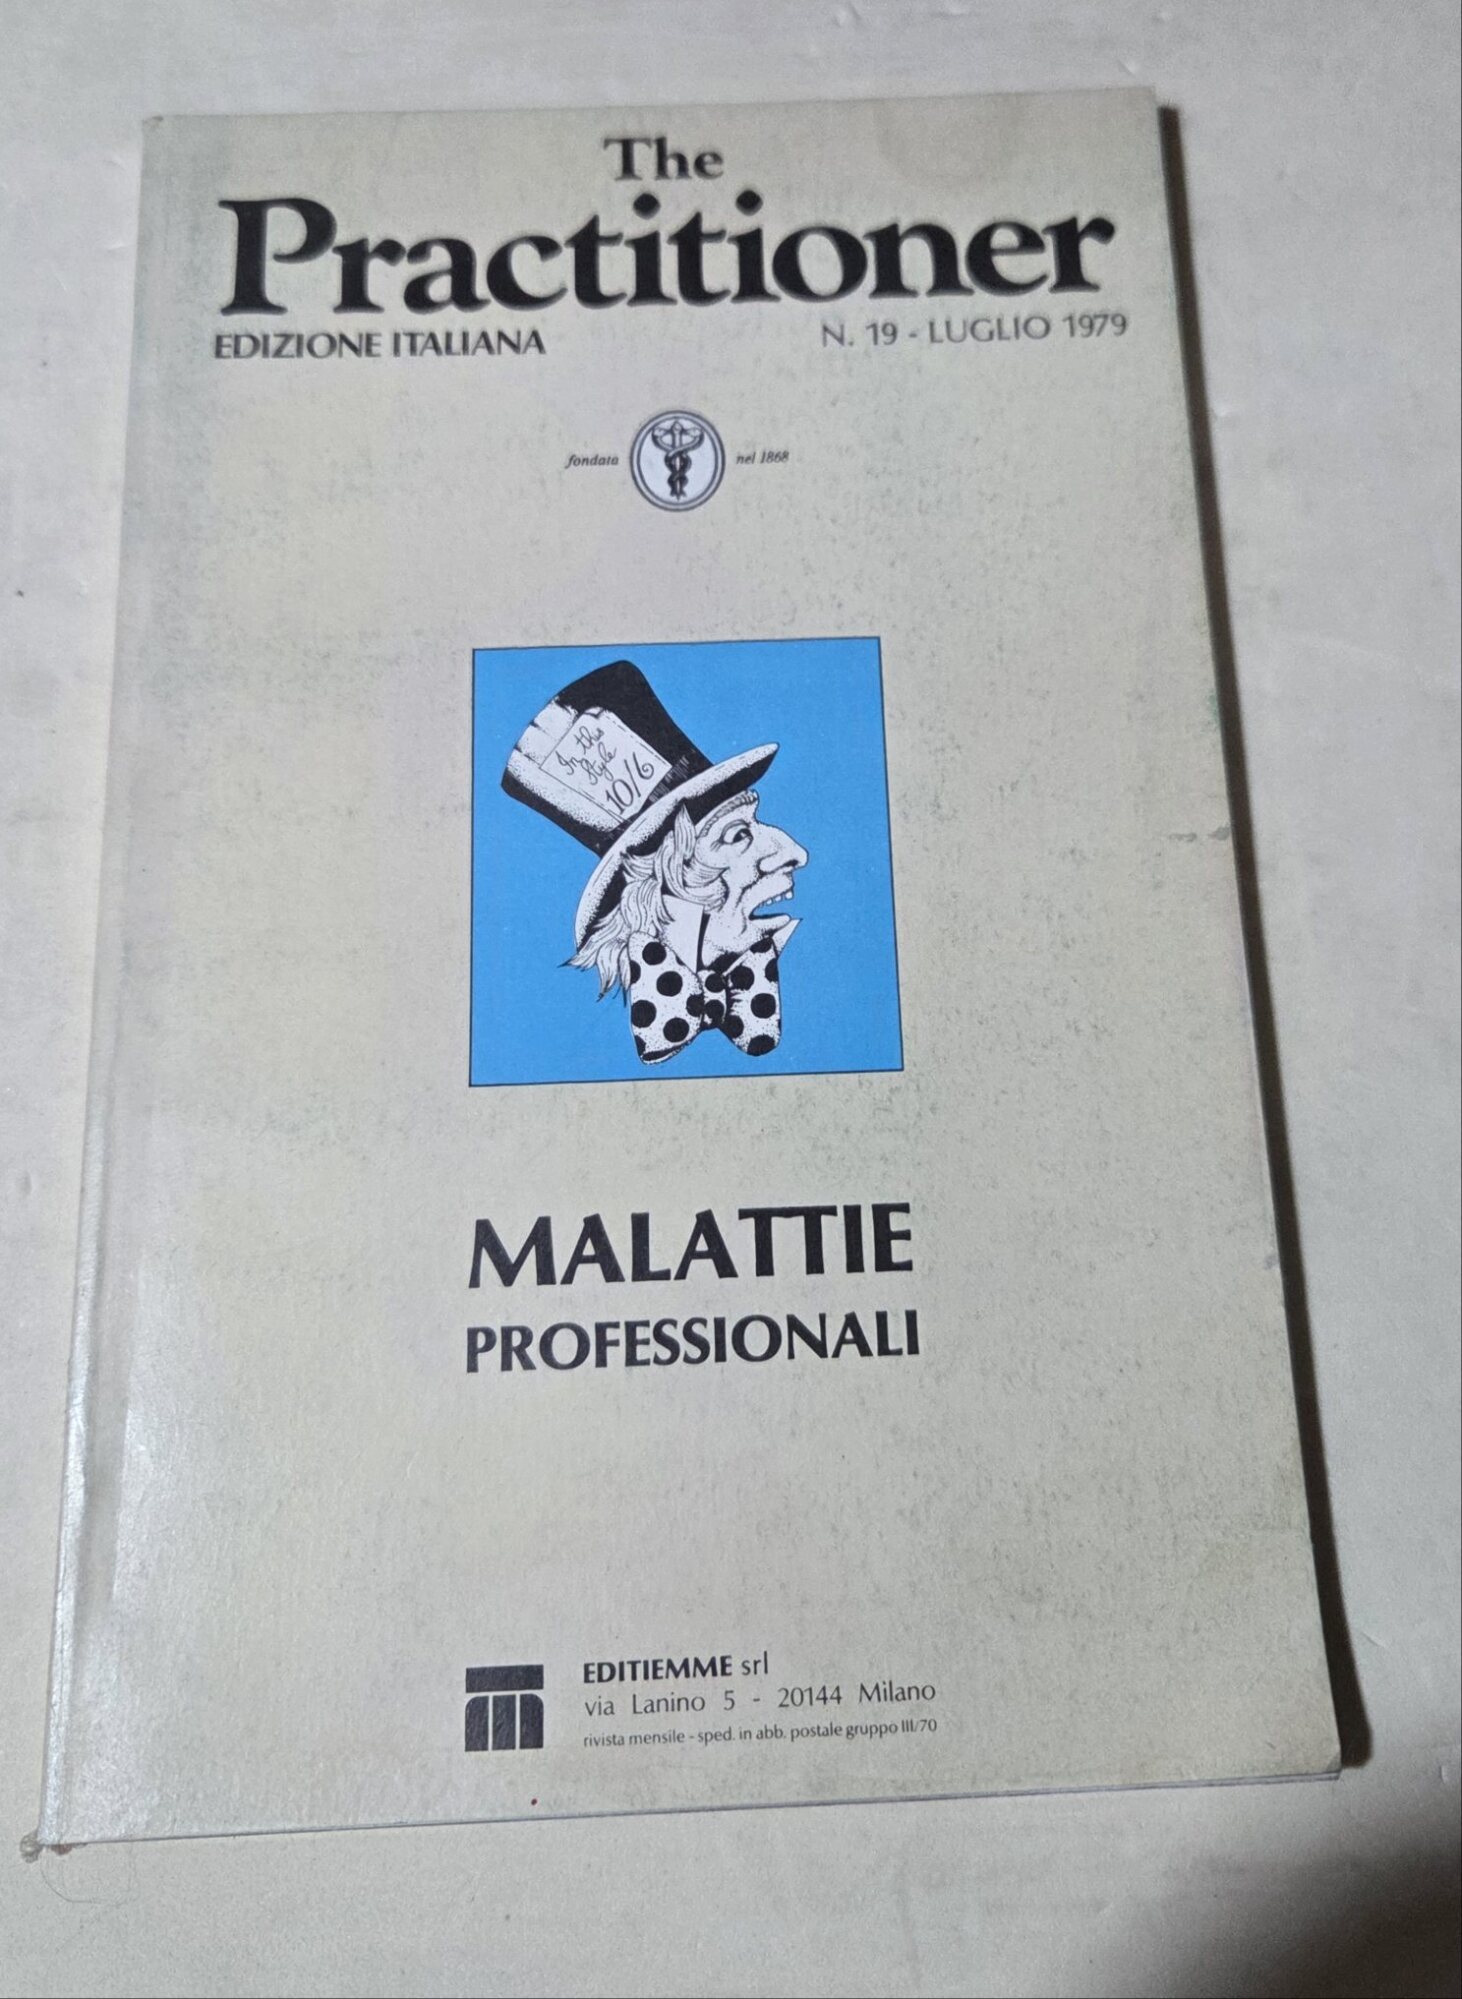 The
Practitioner
EDIZIONE ITALIANA
N. 19 - LUGLIO 1979
fondata nel 1868
In this
Style
10/6
MALATTIE
PROFESSIONALI
EDITIEMME srl
via Lanino 5 - 20144 Milano
rivista mensile - sped. in abb. postale gruppo III/70